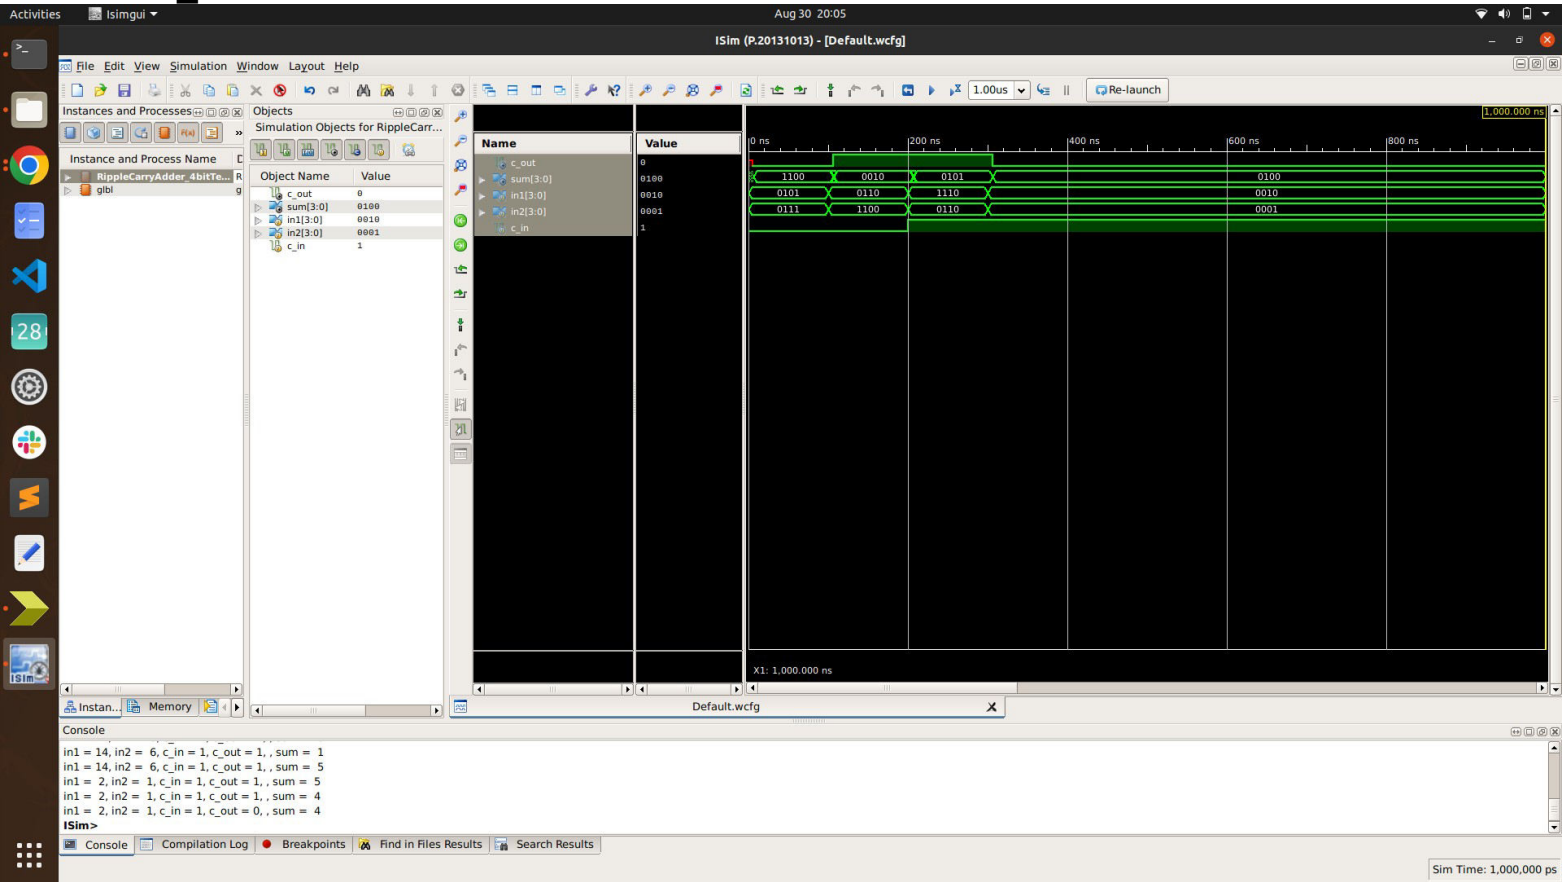 Activities Isimgui Aug 30 20:05
ISim (P.20131013) - [Default.wcfg]
File Edit View Simulation Window Layout Help
1.00us Re-launch
Instances and Processes
Instance and Process Name D
RippleCarryAdder_4bitTe... R
glbl g
Instan... Memory
Objects
Simulation Objects for RippleCarr...
Object Name Value
c_out 0
sum[3:0] 0100
in1[3:0] 0010
in2[3:0] 0001
c_in 1
Name Value
c_out 0
sum[3:0] 0100
in1[3:0] 0010
in2[3:0] 0001
c_in 1
1,000.000 ns
0 ns 200 ns 400 ns 600 ns 800 ns
1100 0010 0101 0100
0101 0110 1110 0010
0111 1100 0110 0001
X1: 1,000.000 ns
Default.wcfg
28
ISim
Console
in1 = 14, in2 = 6, c_in = 1, c_out = 1, , sum = 1
in1 = 14, in2 = 6, c_in = 1, c_out = 1, , sum = 5
in1 = 2, in2 = 1, c_in = 1, c_out = 1, , sum = 5
in1 = 2, in2 = 1, c_in = 1, c_out = 1, , sum = 4
in1 = 2, in2 = 1, c_in = 1, c_out = 0, , sum = 4
ISim>
Console Compilation Log Breakpoints Find in Files Results Search Results
Sim Time: 1,000,000 ps